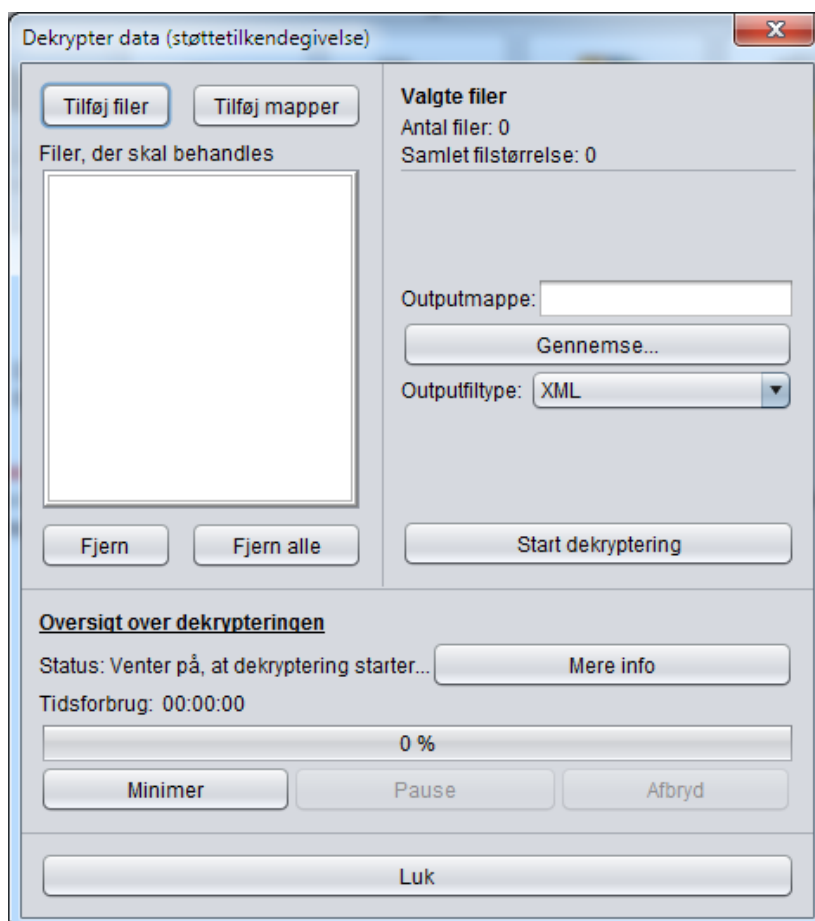 Dekrypter data (støttetilkendegivelse)
Tilføj filer
Tilføj mapper
Filer, der skal behandles
Fjern
Fjern alle
Valgte filer
Antal filer: 0
Samlet filstørrelse: 0
Outputmappe:
Gennemse...
Outputfiltype: XML
Start dekryptering
Oversigt over dekrypteringen
Status: Venter på, at dekryptering starter...
Mere info
Tidsforbrug: 00:00:00
0 %
Minimer
Pause
Afbryd
Luk